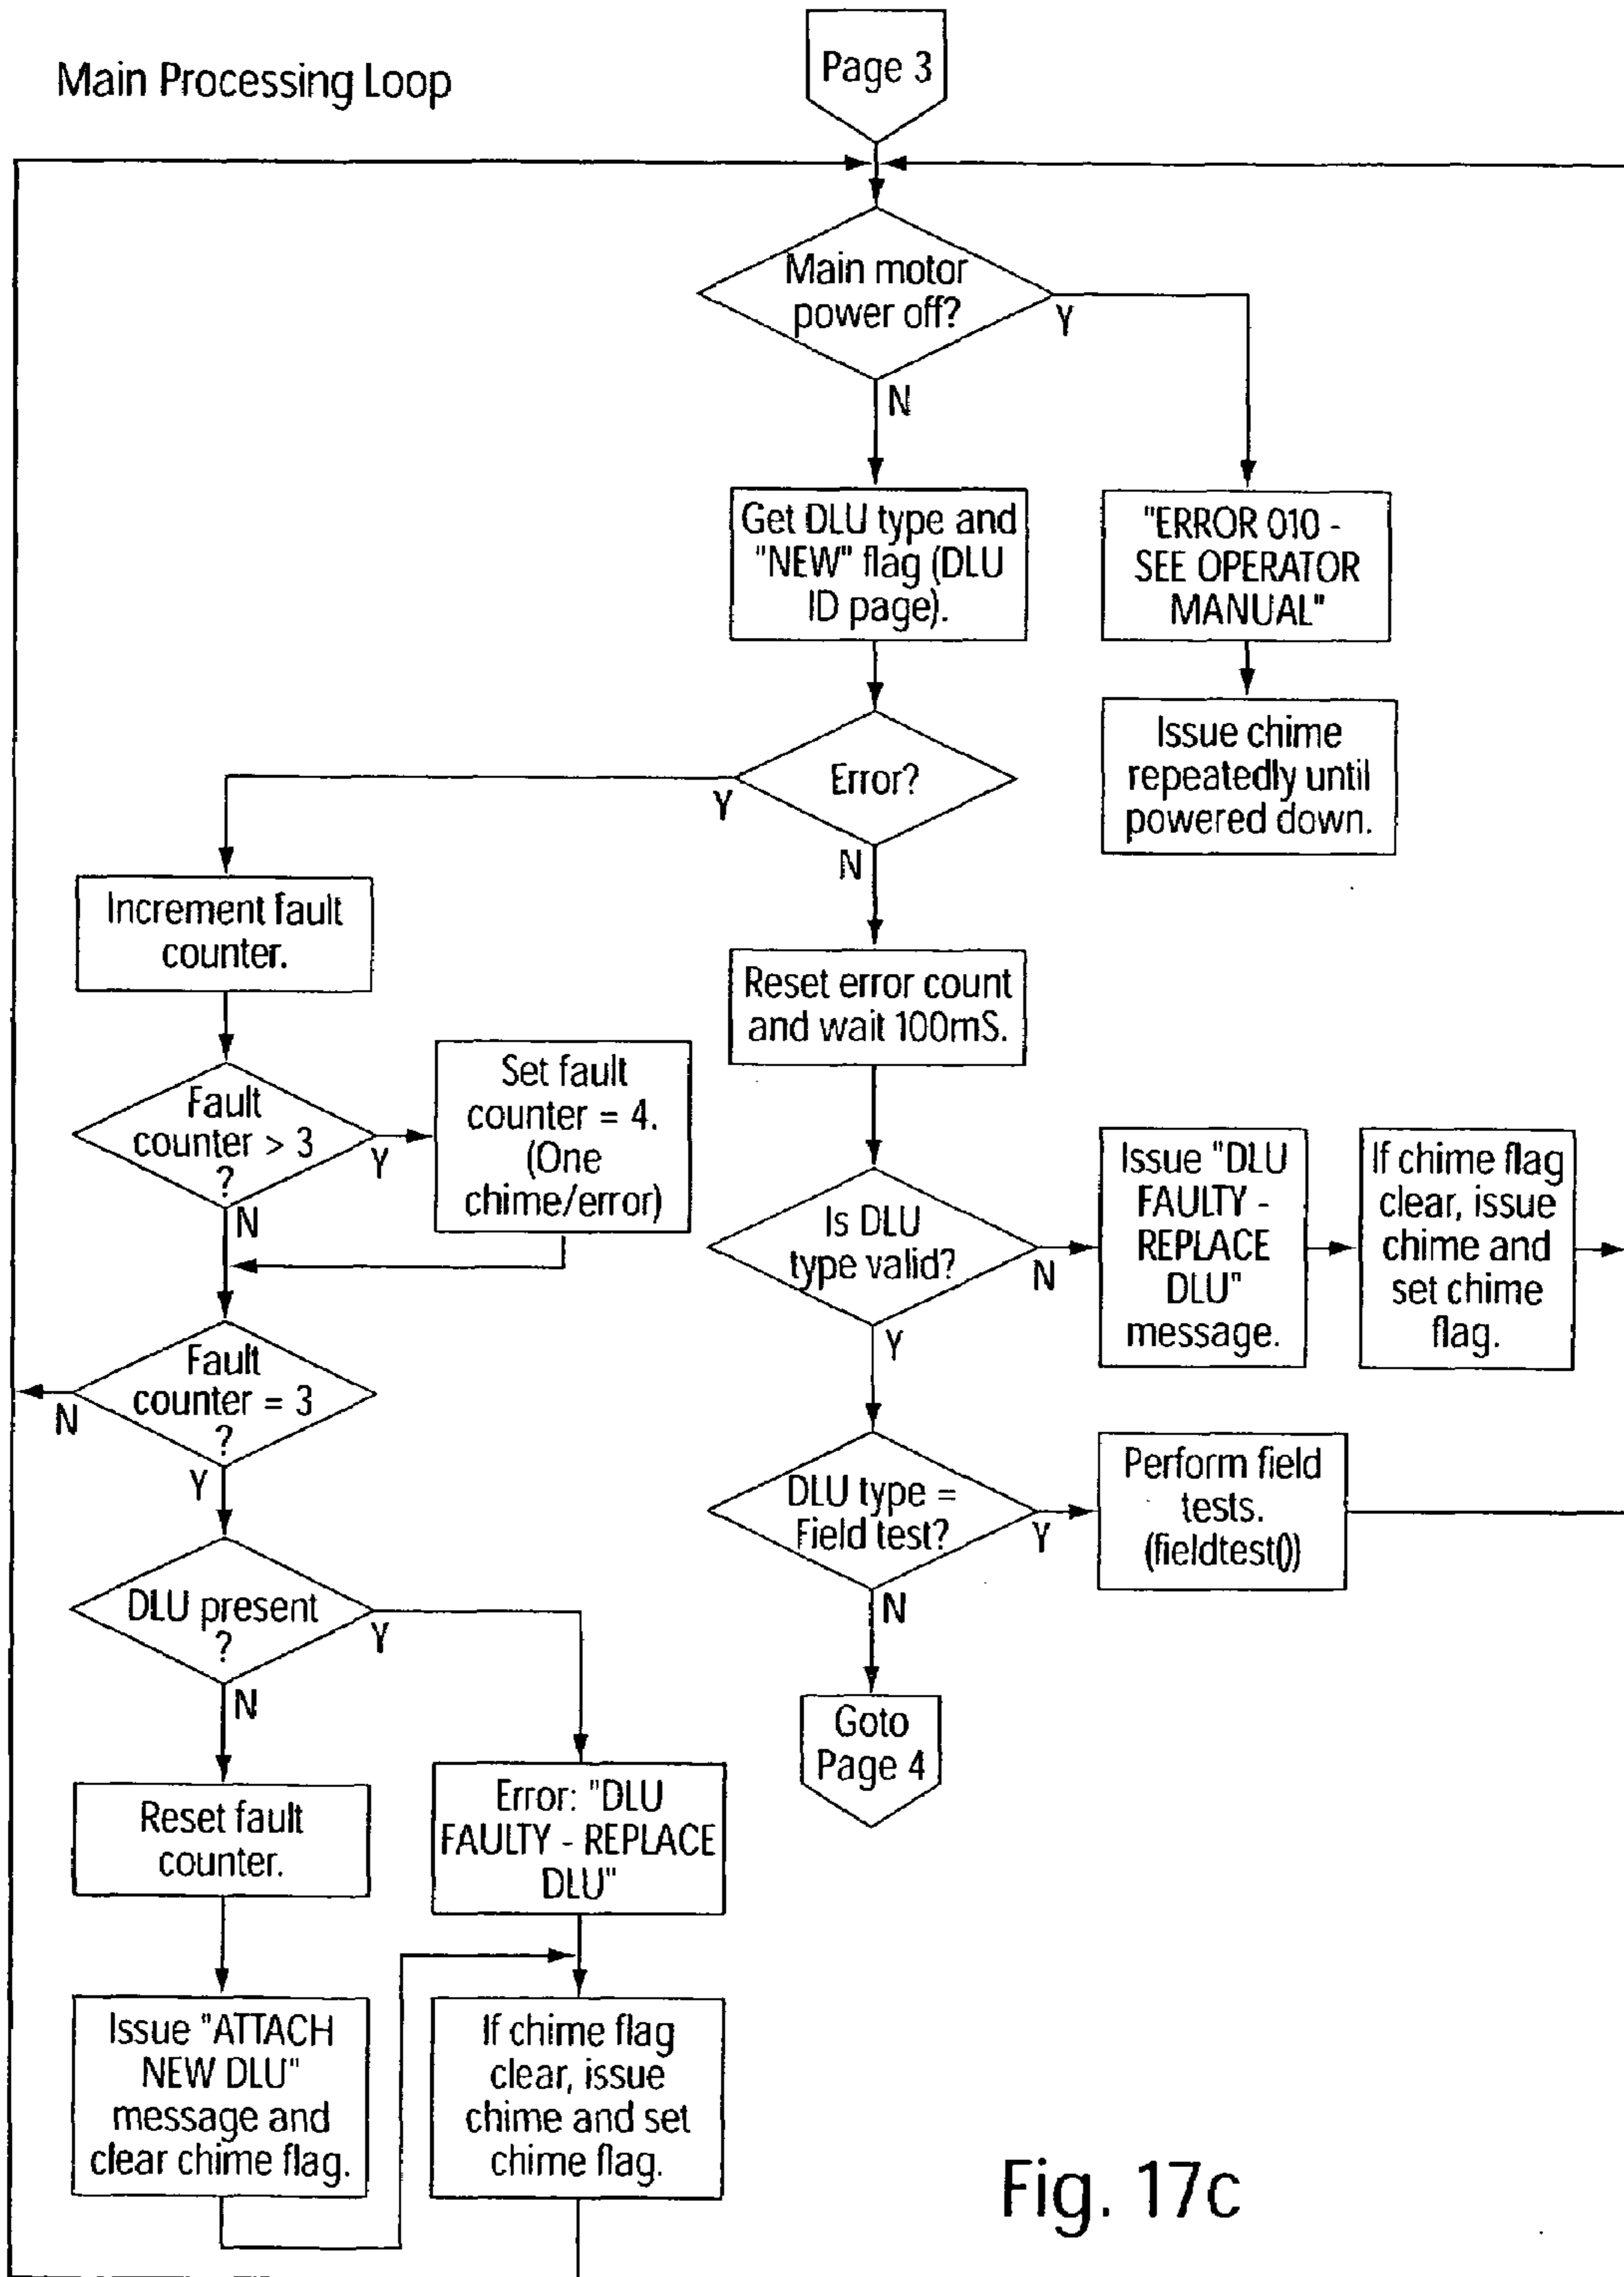 Main Processing Loop
Page 3
Main motor
power off?
Y
N
Get DLU type and
"NEW" flag (DLU
ID page).
"ERROR 010 -
SEE OPERATOR
MANUAL"
Issue chime
repeatedly until
powered down.
Error?
Y
N
Increment fault
counter.
Reset error count
and wait 100mS.
Fault
counter > 3
?
Y
N
Set fault
counter = 4.
(One
chime/error)
Is DLU
type valid?
N
Y
Issue "DLU
FAULTY -
REPLACE
DLU"
message.
If chime flag
clear, issue
chime and
set chime
flag.
Fault
counter = 3
?
N
Y
DLU type =
Field test?
Y
N
Perform field
tests.
(fieldtest())
DLU present
?
Y
N
Goto
Page 4
Reset fault
counter.
Error: "DLU
FAULTY - REPLACE
DLU"
Issue "ATTACH
NEW DLU"
message and
clear chime flag.
If chime flag
clear, issue
chime and set
chime flag.
Fig. 17c